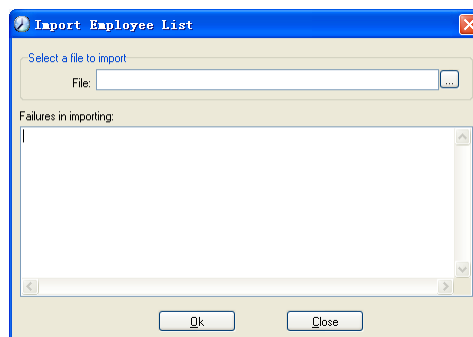 Import Employee List
Select a file to import
File:
...
Failures in importing:
Ok
Close